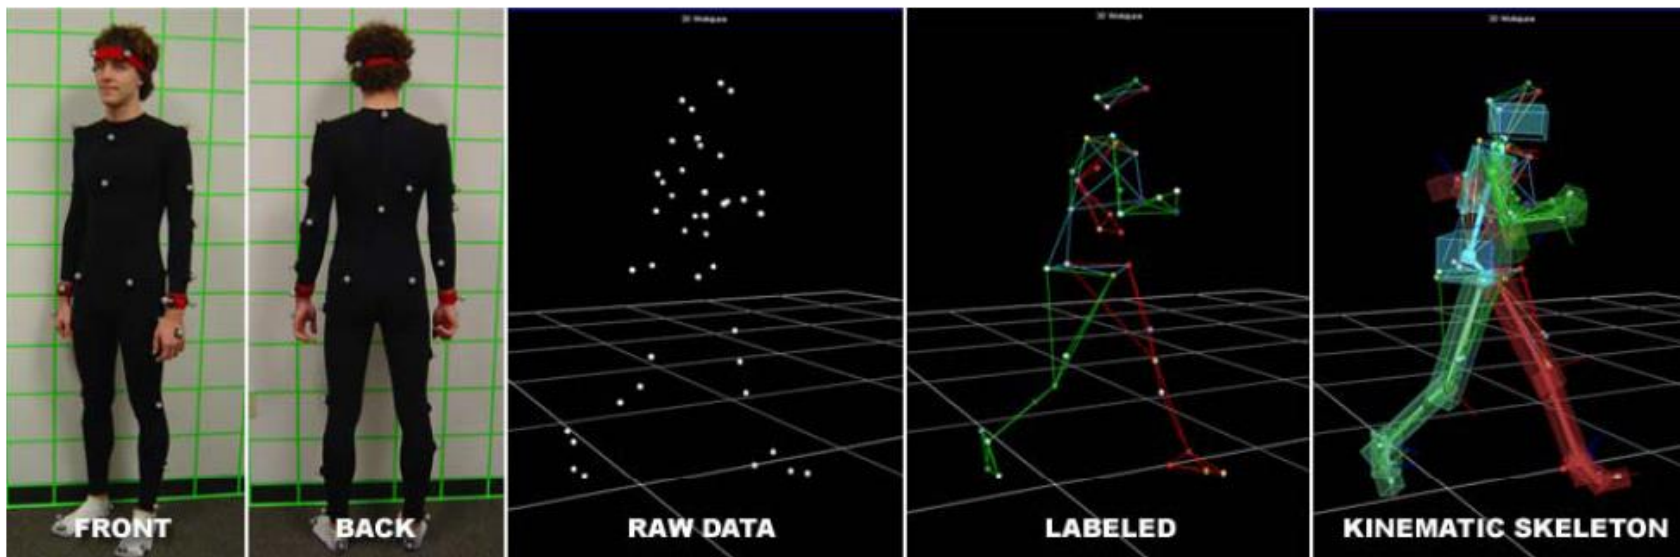 FRONT
BACK
RAW DATA
LABELED
KINEMATIC SKELETON